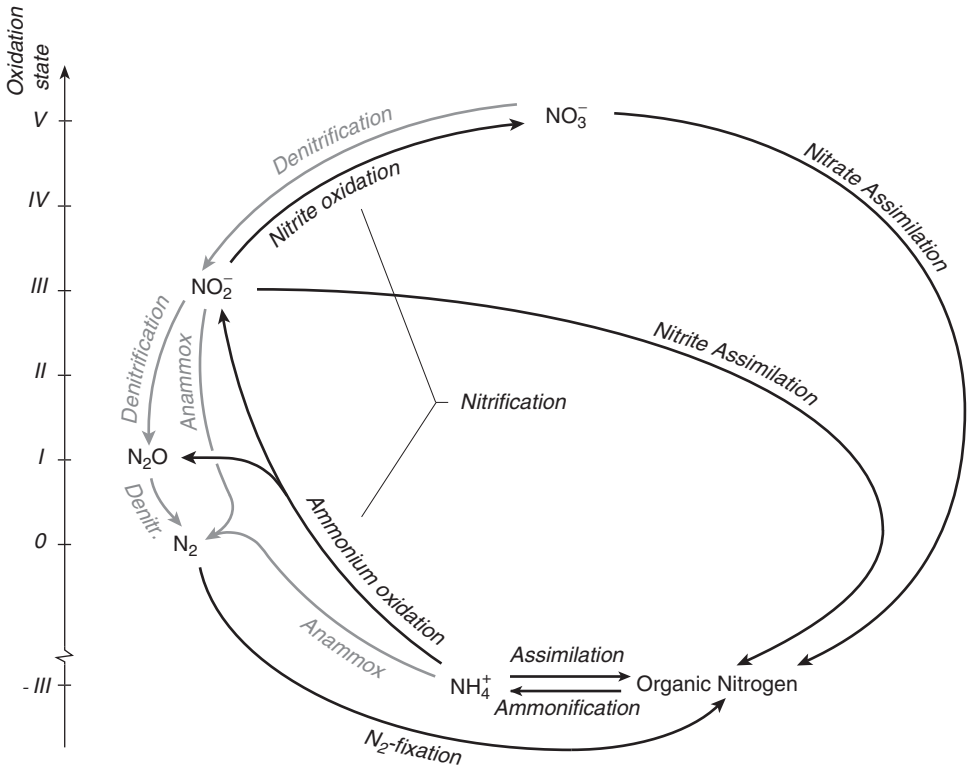 Oxidation
state
V
IV
III
II
I
0
- III
NO₃⁻
Denitrification
Nitrite oxidation
Nitrate Assimilation
NO₂⁻
Nitrite Assimilation
Denitrification
Anammox
Nitrification
N₂O
Denitr.
N₂
Ammonium oxidation
Anammox
NH₄⁺
Assimilation
Ammonification
Organic Nitrogen
N₂-fixation